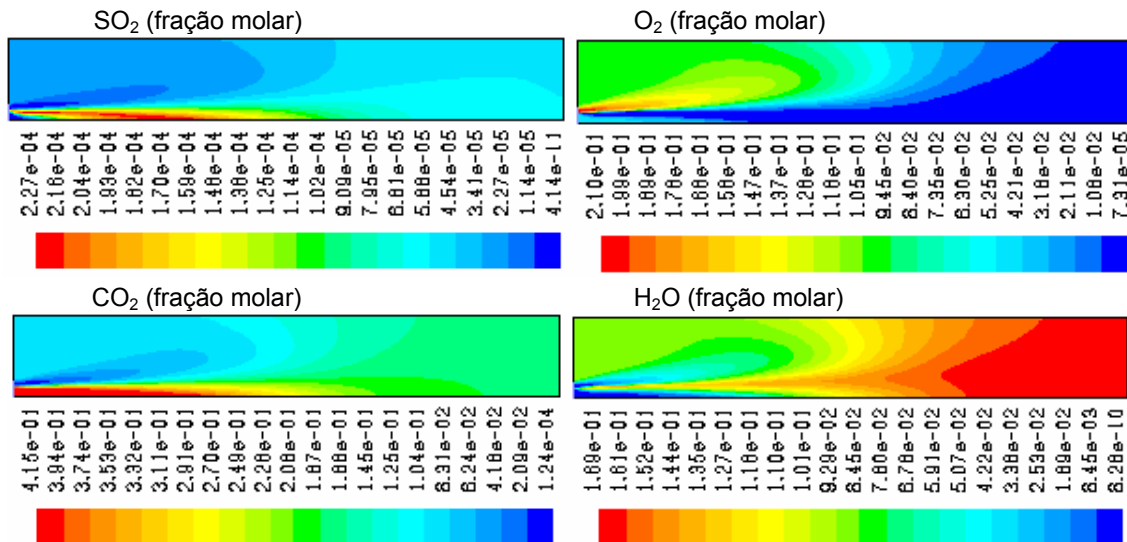 SO₂ (fração molar)
2.27e-04
2.16e-04
2.04e-04
1.93e-04
1.82e-04
1.70e-04
1.59e-04
1.48e-04
1.36e-04
1.25e-04
1.14e-04
1.02e-04
9.09e-05
7.95e-05
6.81e-05
5.68e-05
4.54e-05
3.41e-05
2.27e-05
1.14e-05
4.14e-11
O₂ (fração molar)
2.10e-01
1.99e-01
1.89e-01
1.78e-01
1.68e-01
1.58e-01
1.47e-01
1.37e-01
1.26e-01
1.16e-01
1.05e-01
9.45e-02
8.40e-02
7.35e-02
6.30e-02
5.25e-02
4.21e-02
3.16e-02
2.11e-02
1.06e-02
7.31e-05
CO₂ (fração molar)
4.15e-01
3.94e-01
3.74e-01
3.53e-01
3.32e-01
3.11e-01
2.91e-01
2.70e-01
2.49e-01
2.28e-01
2.08e-01
1.87e-01
1.66e-01
1.45e-01
1.25e-01
1.04e-01
8.31e-02
6.24e-02
4.16e-02
2.09e-02
1.24e-04
H₂O (fração molar)
1.69e-01
1.61e-01
1.52e-01
1.44e-01
1.35e-01
1.27e-01
1.10e-01
1.10e-01
1.01e-01
9.29e-02
8.45e-02
7.60e-02
6.76e-02
5.91e-02
5.07e-02
4.22e-02
3.38e-02
2.53e-02
1.69e-02
8.45e-03
6.26e-10